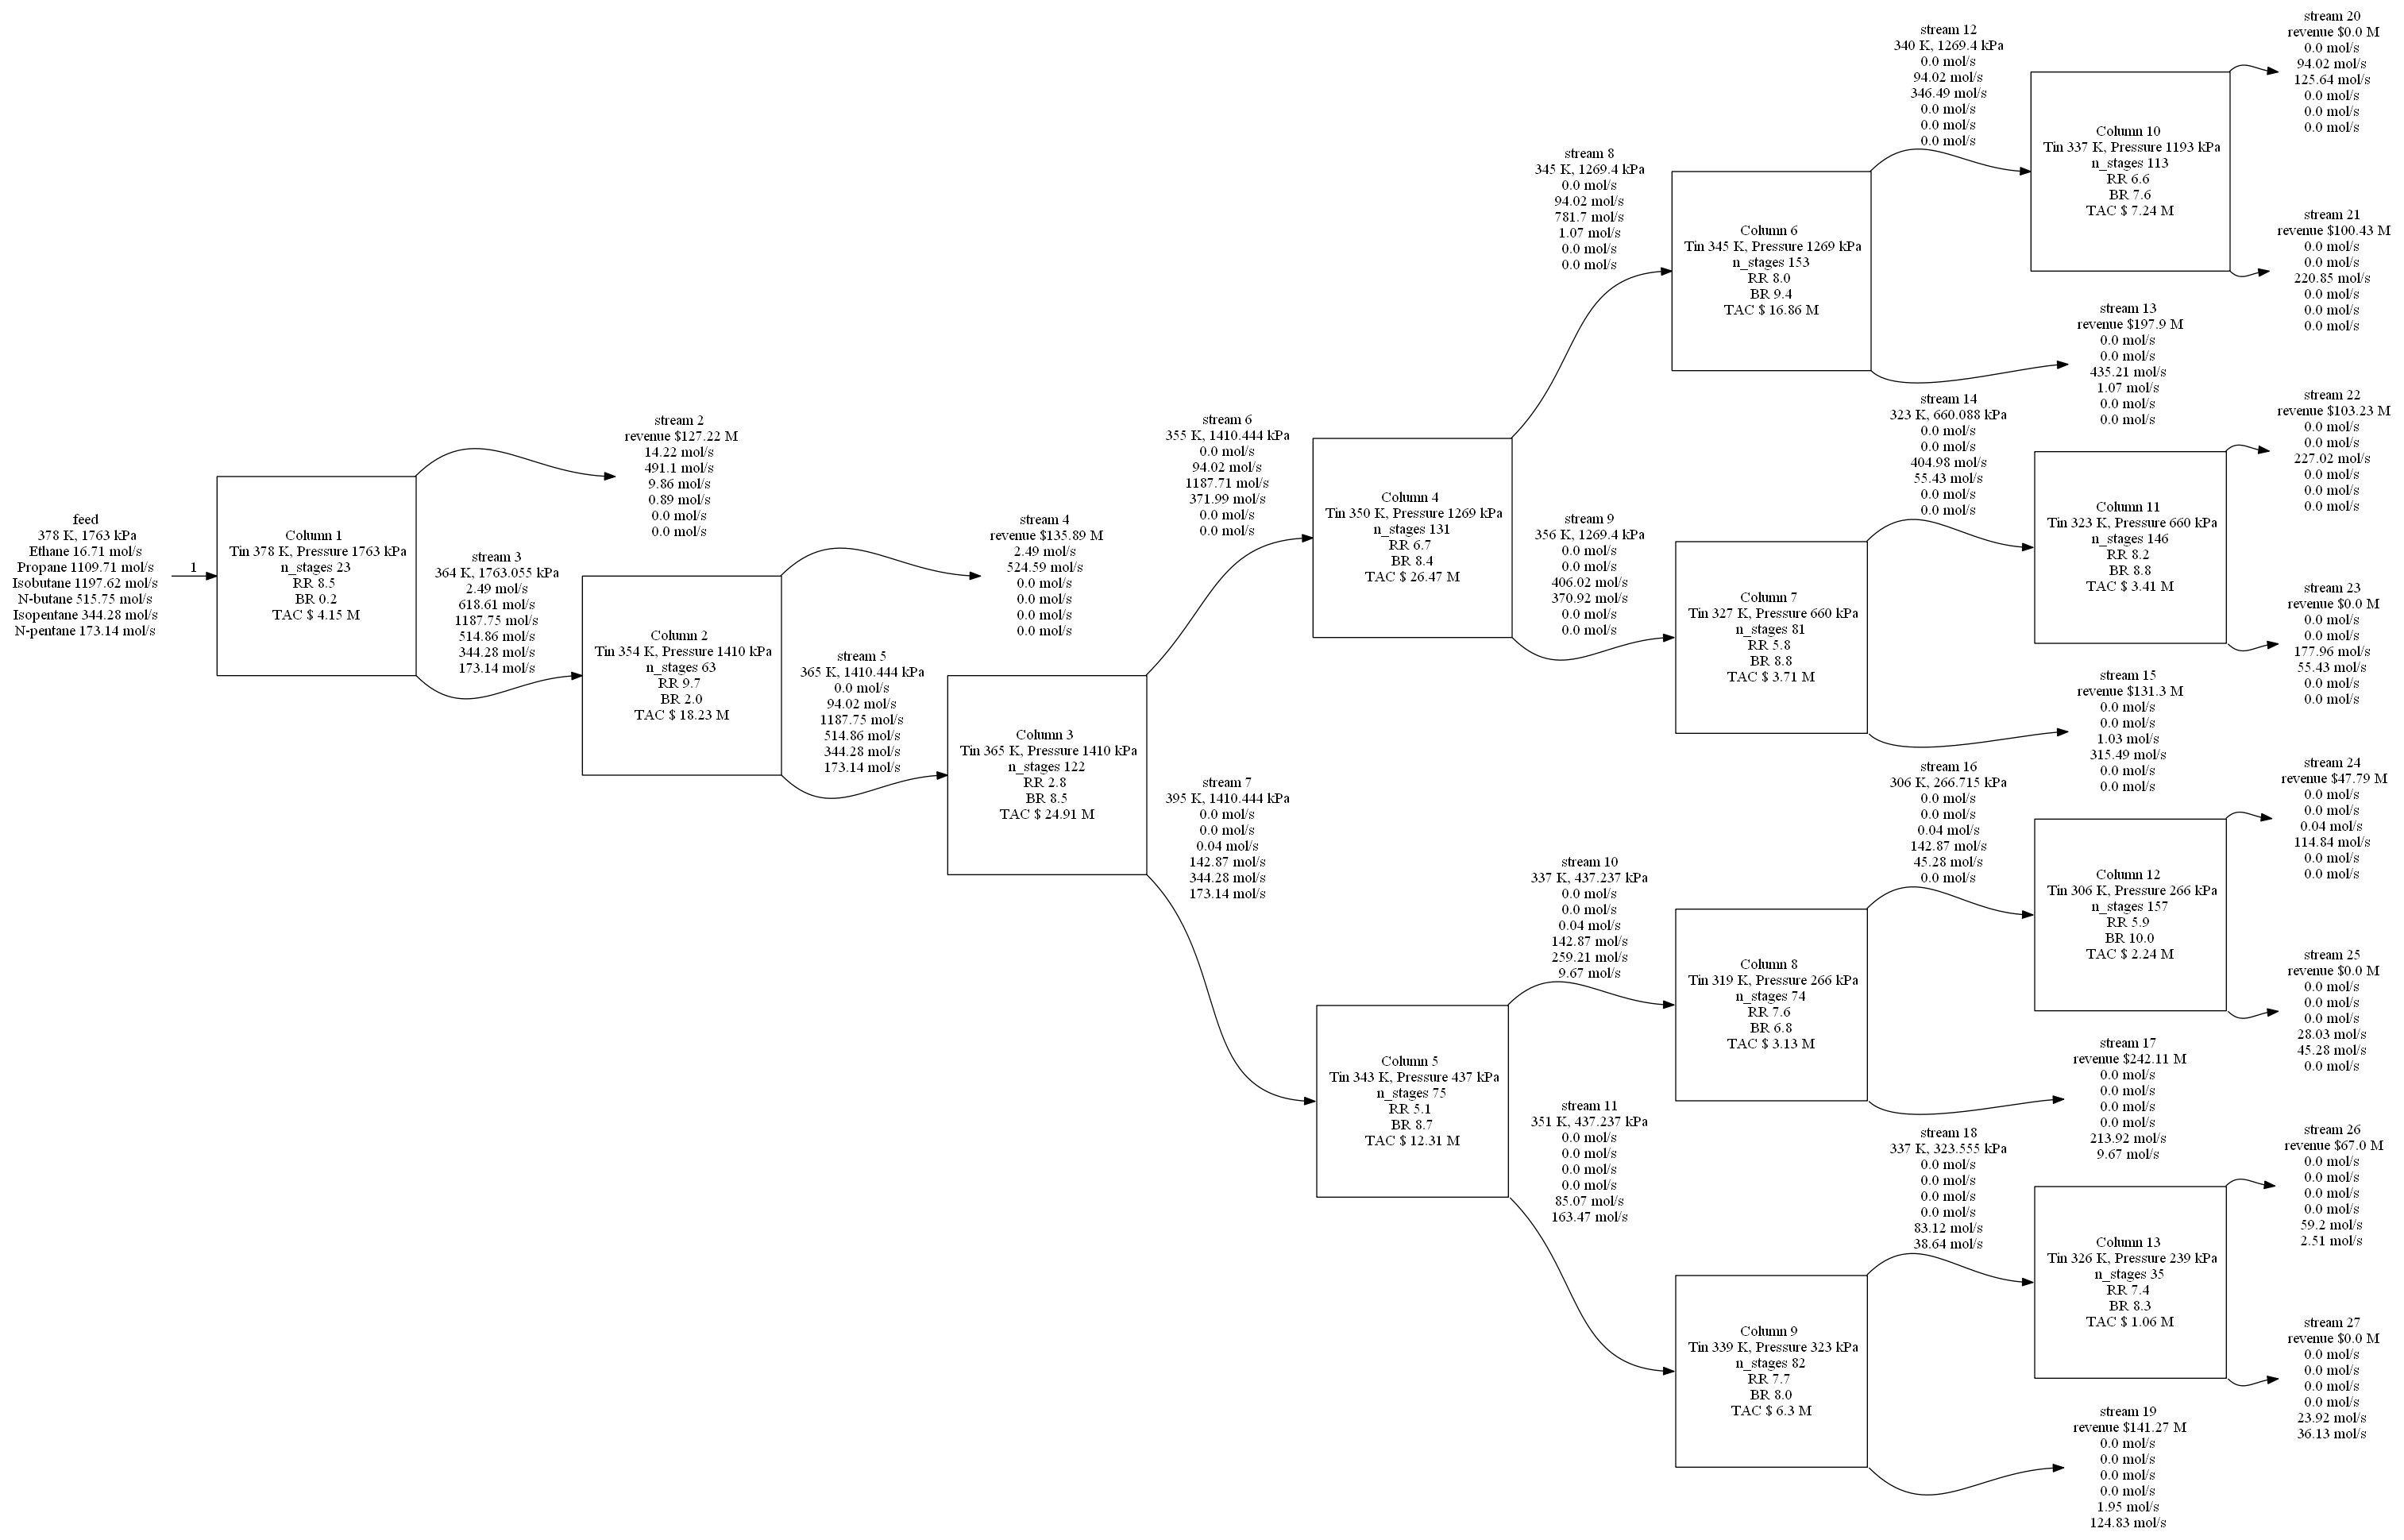 feed
378 K, 1763 kPa
Ethane 16.71 mol/s
Propane 1109.71 mol/s
Isobutane 1197.62 mol/s
N-butane 515.75 mol/s
Isopentane 344.28 mol/s
N-pentane 173.14 mol/s
1
Column 1
Tin 378 K, Pressure 1763 kPa
n_stages 23
RR 8.5
BR 0.2
TAC $ 4.15 M
stream 2
revenue $127.22 M
14.22 mol/s
491.1 mol/s
9.86 mol/s
0.89 mol/s
0.0 mol/s
0.0 mol/s
stream 3
364 K, 1763.055 kPa
2.49 mol/s
618.61 mol/s
1187.75 mol/s
514.86 mol/s
344.28 mol/s
173.14 mol/s
Column 2
Tin 354 K, Pressure 1410 kPa
n_stages 63
RR 9.7
BR 2.0
TAC $ 18.23 M
stream 4
revenue $135.89 M
2.49 mol/s
524.59 mol/s
0.0 mol/s
0.0 mol/s
0.0 mol/s
0.0 mol/s
stream 5
365 K, 1410.444 kPa
0.0 mol/s
94.02 mol/s
1187.75 mol/s
514.86 mol/s
344.28 mol/s
173.14 mol/s
Column 3
Tin 365 K, Pressure 1410 kPa
n_stages 122
RR 2.8
BR 8.5
TAC $ 24.91 M
stream 6
355 K, 1410.444 kPa
0.0 mol/s
94.02 mol/s
1187.71 mol/s
371.99 mol/s
0.0 mol/s
0.0 mol/s
stream 7
395 K, 1410.444 kPa
0.0 mol/s
0.0 mol/s
0.04 mol/s
142.87 mol/s
344.28 mol/s
173.14 mol/s
Column 4
Tin 350 K, Pressure 1269 kPa
n_stages 131
RR 6.7
BR 8.4
TAC $ 26.47 M
Column 5
Tin 343 K, Pressure 437 kPa
n_stages 75
RR 5.1
BR 8.7
TAC $ 12.31 M
stream 8
345 K, 1269.4 kPa
0.0 mol/s
94.02 mol/s
781.7 mol/s
1.07 mol/s
0.0 mol/s
0.0 mol/s
stream 9
356 K, 1269.4 kPa
0.0 mol/s
0.0 mol/s
406.02 mol/s
370.92 mol/s
0.0 mol/s
0.0 mol/s
stream 10
337 K, 437.237 kPa
0.0 mol/s
0.0 mol/s
0.04 mol/s
142.87 mol/s
259.21 mol/s
9.67 mol/s
stream 11
351 K, 437.237 kPa
0.0 mol/s
0.0 mol/s
0.0 mol/s
0.0 mol/s
85.07 mol/s
163.47 mol/s
Column 6
Tin 345 K, Pressure 1269 kPa
n_stages 153
RR 8.0
BR 9.4
TAC $ 16.86 M
Column 7
Tin 327 K, Pressure 660 kPa
n_stages 81
RR 5.8
BR 8.8
TAC $ 3.71 M
Column 8
Tin 319 K, Pressure 266 kPa
n_stages 74
RR 7.6
BR 6.8
TAC $ 3.13 M
Column 9
Tin 339 K, Pressure 323 kPa
n_stages 82
RR 7.7
BR 8.0
TAC $ 6.3 M
stream 12
340 K, 1269.4 kPa
0.0 mol/s
94.02 mol/s
346.49 mol/s
0.0 mol/s
0.0 mol/s
0.0 mol/s
stream 13
revenue $197.9 M
0.0 mol/s
0.0 mol/s
435.21 mol/s
1.07 mol/s
0.0 mol/s
0.0 mol/s
stream 14
323 K, 660.088 kPa
0.0 mol/s
0.0 mol/s
404.98 mol/s
55.43 mol/s
0.0 mol/s
0.0 mol/s
stream 15
revenue $131.3 M
0.0 mol/s
0.0 mol/s
1.03 mol/s
315.49 mol/s
0.0 mol/s
0.0 mol/s
stream 16
306 K, 266.715 kPa
0.0 mol/s
0.0 mol/s
0.04 mol/s
142.87 mol/s
45.28 mol/s
0.0 mol/s
stream 17
revenue $242.11 M
0.0 mol/s
0.0 mol/s
0.0 mol/s
0.0 mol/s
213.92 mol/s
9.67 mol/s
stream 18
337 K, 323.555 kPa
0.0 mol/s
0.0 mol/s
0.0 mol/s
0.0 mol/s
83.12 mol/s
38.64 mol/s
stream 19
revenue $141.27 M
0.0 mol/s
0.0 mol/s
0.0 mol/s
0.0 mol/s
1.95 mol/s
124.83 mol/s
Column 10
Tin 337 K, Pressure 1193 kPa
n_stages 113
RR 6.6
BR 7.6
TAC $ 7.24 M
Column 11
Tin 323 K, Pressure 660 kPa
n_stages 146
RR 8.2
BR 8.8
TAC $ 3.41 M
Column 12
Tin 306 K, Pressure 266 kPa
n_stages 157
RR 5.9
BR 10.0
TAC $ 2.24 M
Column 13
Tin 326 K, Pressure 239 kPa
n_stages 35
RR 7.4
BR 8.3
TAC $ 1.06 M
stream 20
revenue $0.0 M
0.0 mol/s
94.02 mol/s
125.64 mol/s
0.0 mol/s
0.0 mol/s
0.0 mol/s
stream 21
revenue $100.43 M
0.0 mol/s
0.0 mol/s
220.85 mol/s
0.0 mol/s
0.0 mol/s
0.0 mol/s
stream 22
revenue $103.23 M
0.0 mol/s
0.0 mol/s
227.02 mol/s
0.0 mol/s
0.0 mol/s
0.0 mol/s
stream 23
revenue $0.0 M
0.0 mol/s
0.0 mol/s
177.96 mol/s
55.43 mol/s
0.0 mol/s
0.0 mol/s
stream 24
revenue $47.79 M
0.0 mol/s
0.0 mol/s
0.04 mol/s
114.84 mol/s
0.0 mol/s
0.0 mol/s
stream 25
revenue $0.0 M
0.0 mol/s
0.0 mol/s
0.0 mol/s
28.03 mol/s
45.28 mol/s
0.0 mol/s
stream 26
revenue $67.0 M
0.0 mol/s
0.0 mol/s
0.0 mol/s
0.0 mol/s
59.2 mol/s
2.51 mol/s
stream 27
revenue $0.0 M
0.0 mol/s
0.0 mol/s
0.0 mol/s
0.0 mol/s
23.92 mol/s
36.13 mol/s